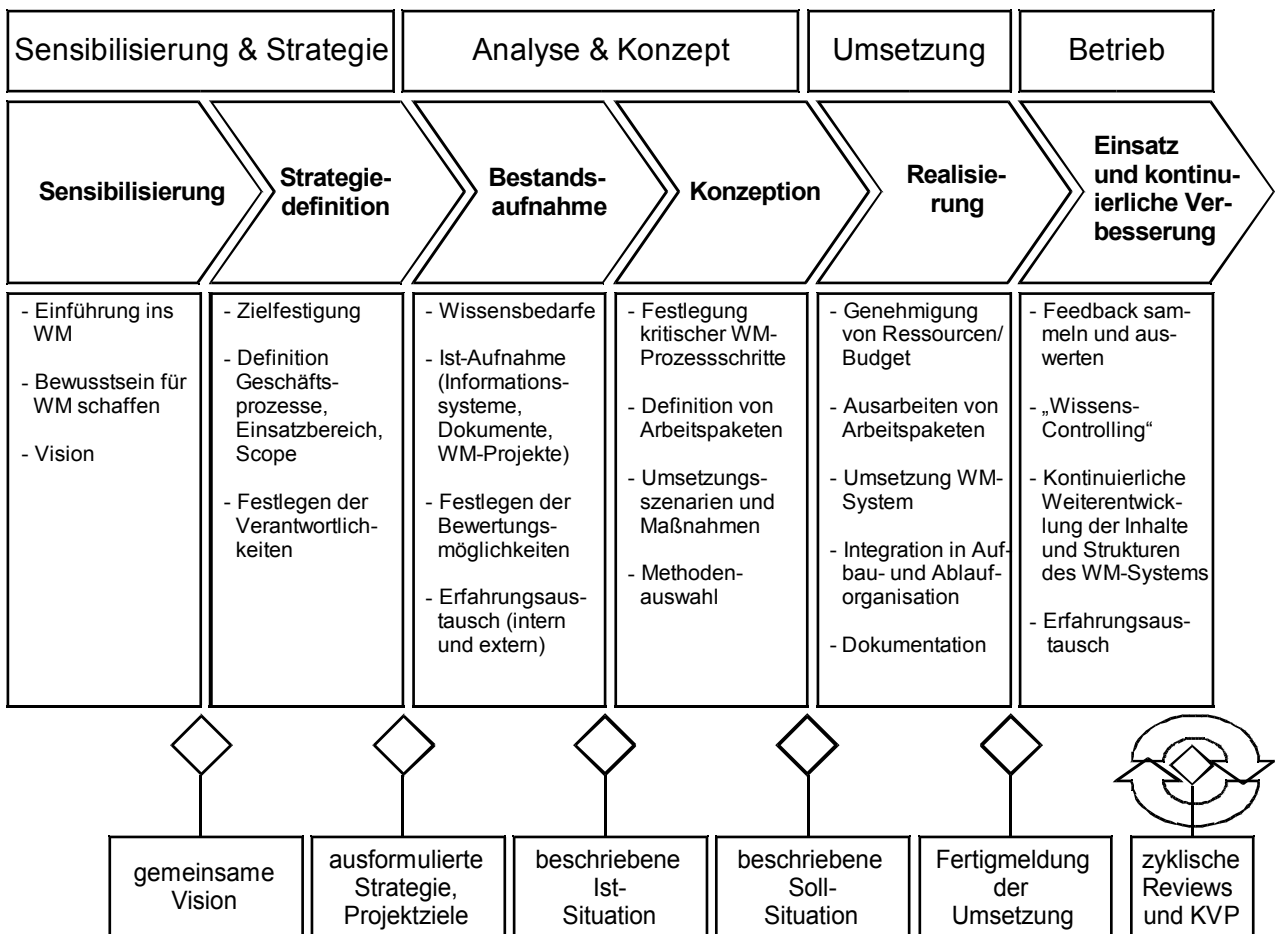 Sensibilisierung & Strategie
Analyse & Konzept
Umsetzung
Betrieb
Sensibilisierung
Strategie-
definition
Bestands-
aufnahme
Konzeption
Realisie-
rung
Einsatz
und kontinu-
ierliche Ver-
besserung
- Einführung ins
WM
- Bewusstsein für
WM schaffen
- Vision
- Zielfestigung
- Definition
Geschäfts-
prozesse,
Einsatzbereich,
Scope
- Festlegen der
Verantwortlich-
keiten
- Wissensbedarfe
- Ist-Aufnahme
(Informations-
systeme,
Dokumente,
WM-Projekte)
- Festlegen der
Bewertungs-
möglichkeiten
- Erfahrungsaus-
tausch (intern
und extern)
- Festlegung
kritischer WM-
Prozessschritte
- Definition von
Arbeitspaketen
- Umsetzungs-
szenarien und
Maßnahmen
- Methoden-
auswahl
- Genehmigung
von Ressourcen/
Budget
- Ausarbeiten von
Arbeitspaketen
- Umsetzung WM-
System
- Integration in Auf-
bau- und Ablauf-
organisation
- Dokumentation
- Feedback sam-
meln und aus-
werten
- „Wissens-
Controlling“
- Kontinuierliche
Weiterentwick-
lung der Inhalte
und Strukturen
des WM-Systems
- Erfahrungsaus-
tausch
gemeinsame
Vision
ausformulierte
Strategie,
Projektziele
beschriebene
Ist-
Situation
beschriebene
Soll-
Situation
Fertigmeldung
der
Umsetzung
zyklische
Reviews
und KVP